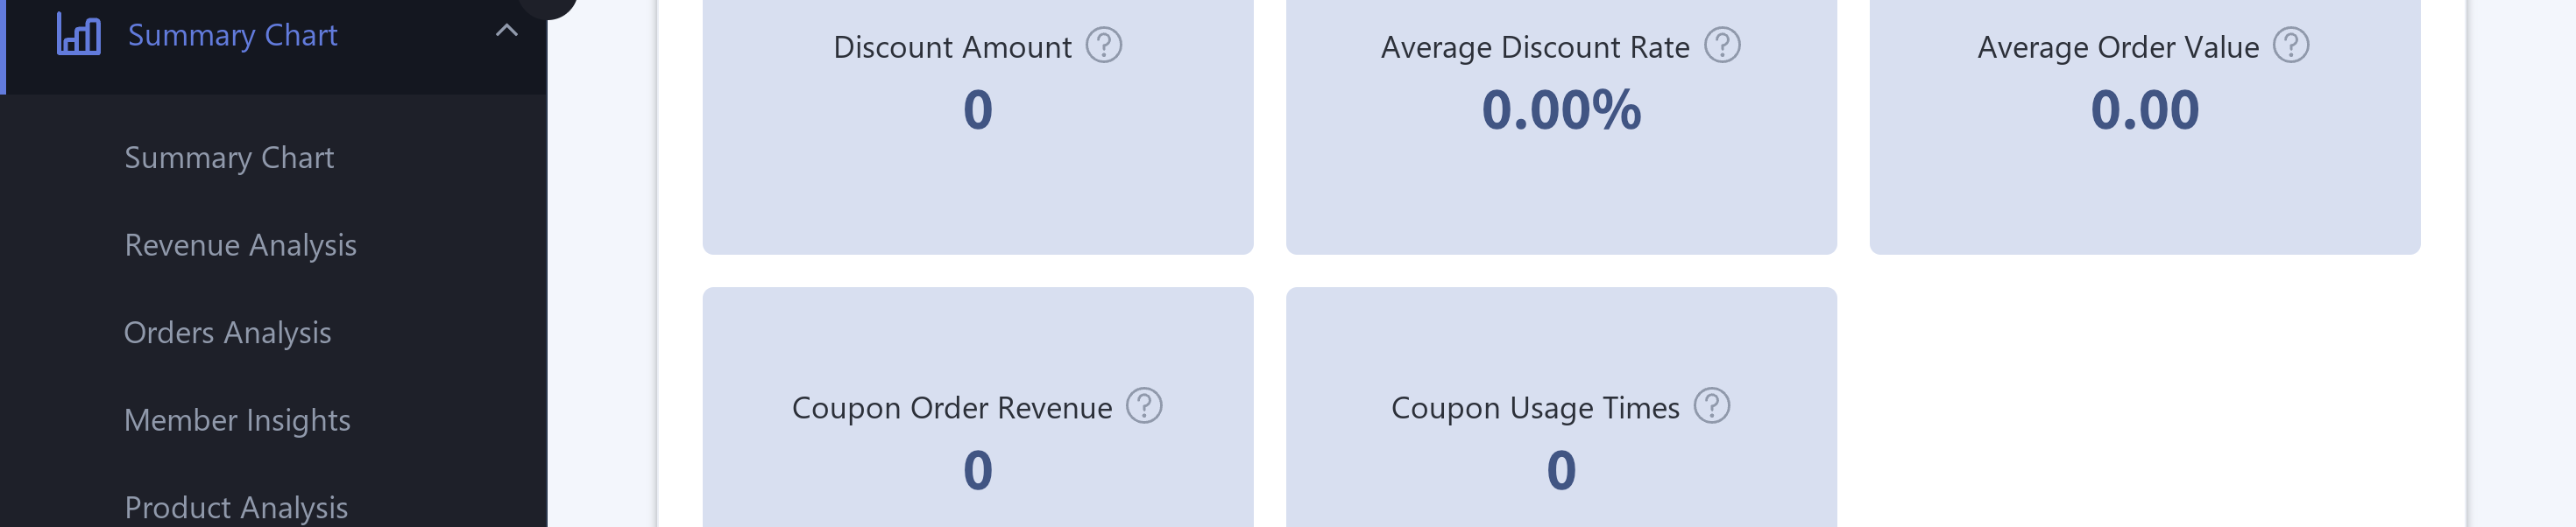 Summary Chart
Summary Chart
Revenue Analysis
Orders Analysis
Member Insights
Product Analysis
Discount Amount ?
0
Average Discount Rate ?
0.00%
Average Order Value ?
0.00
Coupon Order Revenue ?
0
Coupon Usage Times ?
0